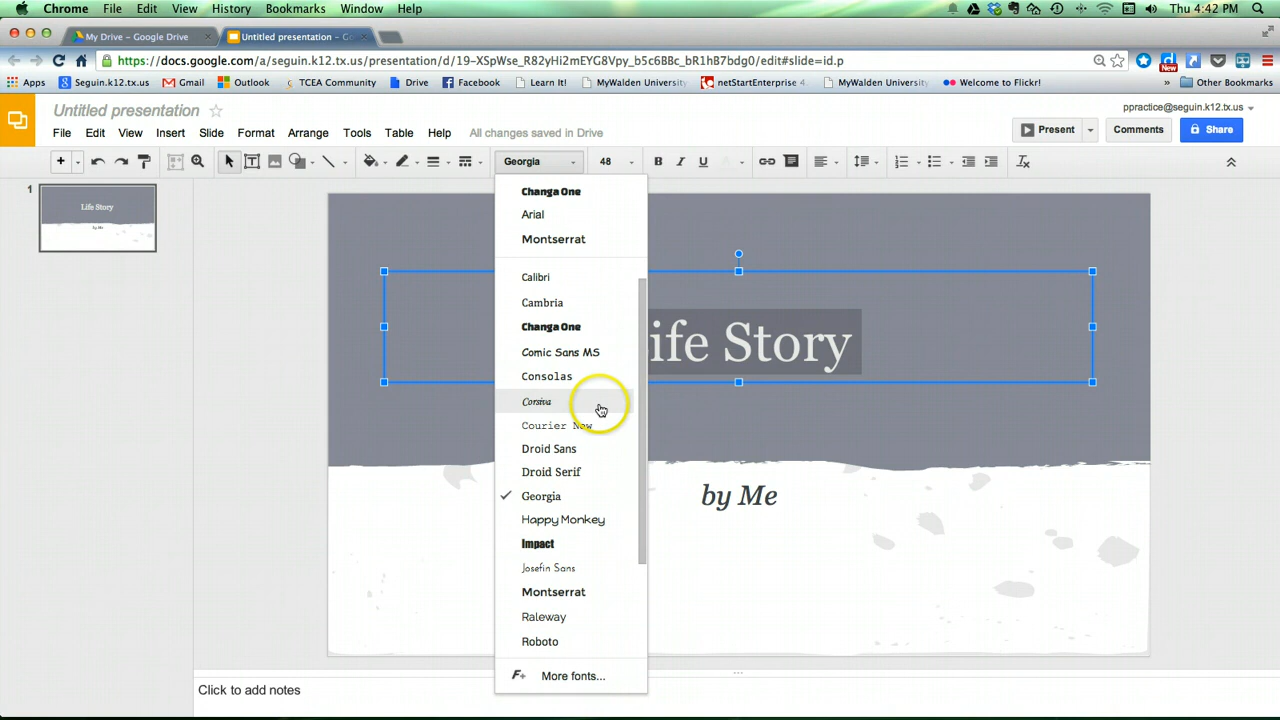 Chrome File Edit View History Bookmarks Window Help Thu 4:42 PM
My Drive – Google Drive Untitled presentation – Go
https://docs.google.com/a/seguin.k12.tx.us/presentation/d/19-XSpWse_R82yHi2mEYG8Vpy_b5c6BBc_bR1hB7bdg0/edit#slide=id.p
New
Apps Seguin.k12.tx.us Gmail Outlook TCEA Community Drive Facebook Learn It! MyWalden University netStartEnterprise 4. MyWalden University Welcome to Flickr! Other Bookmarks
Untitled presentation
ppractice@seguin.k12.tx.us
File Edit View Insert Slide Format Arrange Tools Table Help All changes saved in Drive
Present Comments Share
Georgia 48 B I U
1
Life Story
by Me
Changa One
Arial
Montserrat
Calibri
Cambria
Changa One
Comic Sans MS
Consolas
Corsiva
Courier New
Droid Sans
Droid Serif
Georgia
Happy Monkey
Impact
Josefin Sans
Montserrat
Raleway
Roboto
More fonts...
ife Story
by Me
Click to add notes